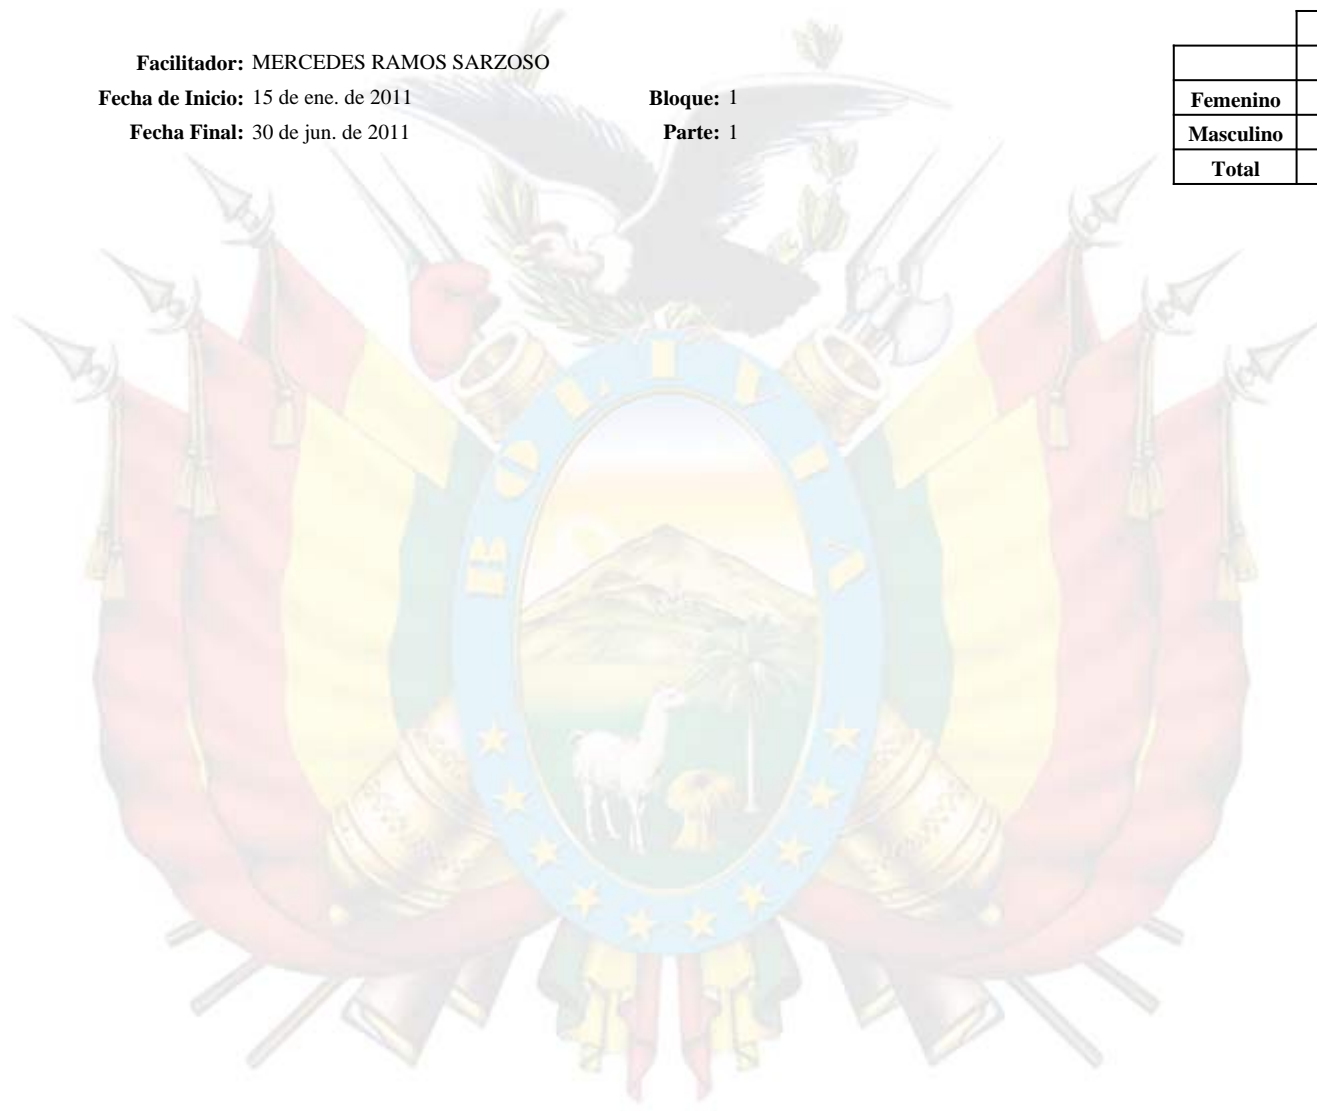 Facilitador: MERCEDES RAMOS SARZOSO
Fecha de Inicio: 15 de ene. de 2011 Bloque: 1
Fecha Final: 30 de jun. de 2011 Parte: 1
Femenino
Masculino
Total
BOLIVIA